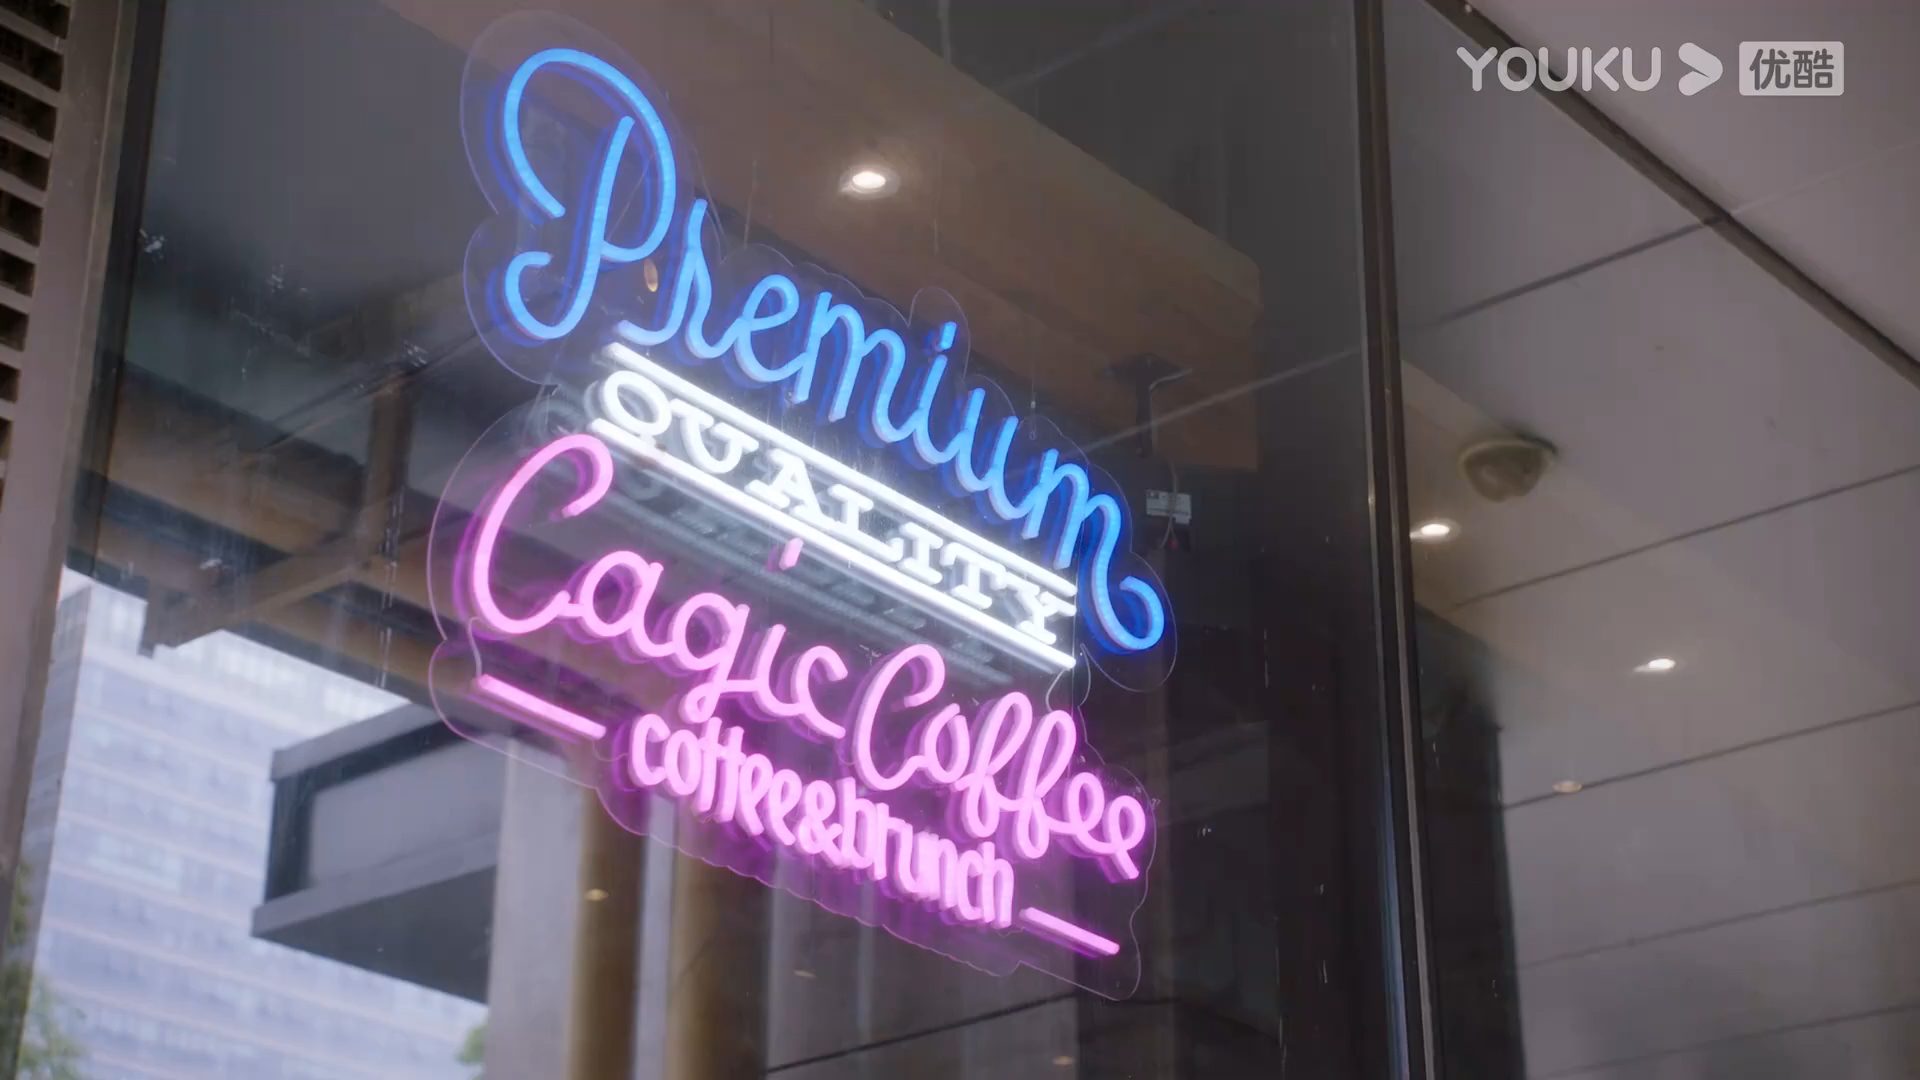 YOUKU 优酷
Premium
QUALITY
Cagic Coffee
coffee&brunch